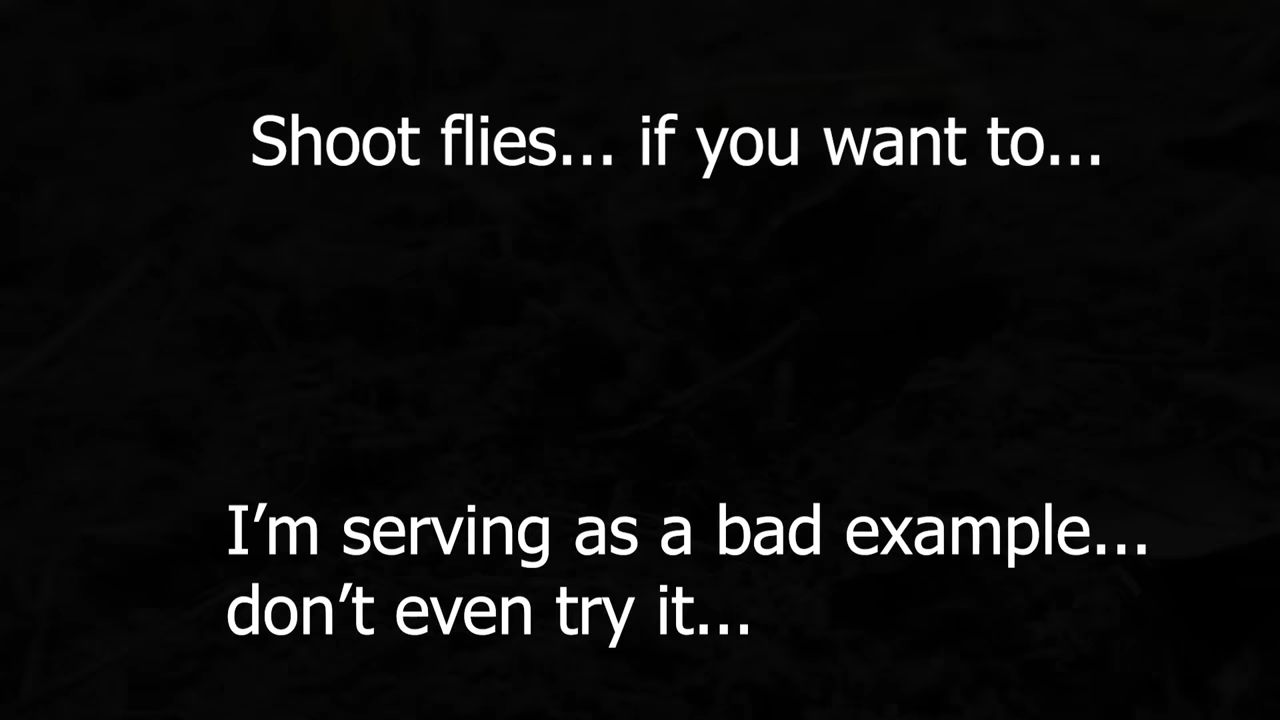 Shoot flies... if you want to...
I’m serving as a bad example...
don’t even try it...